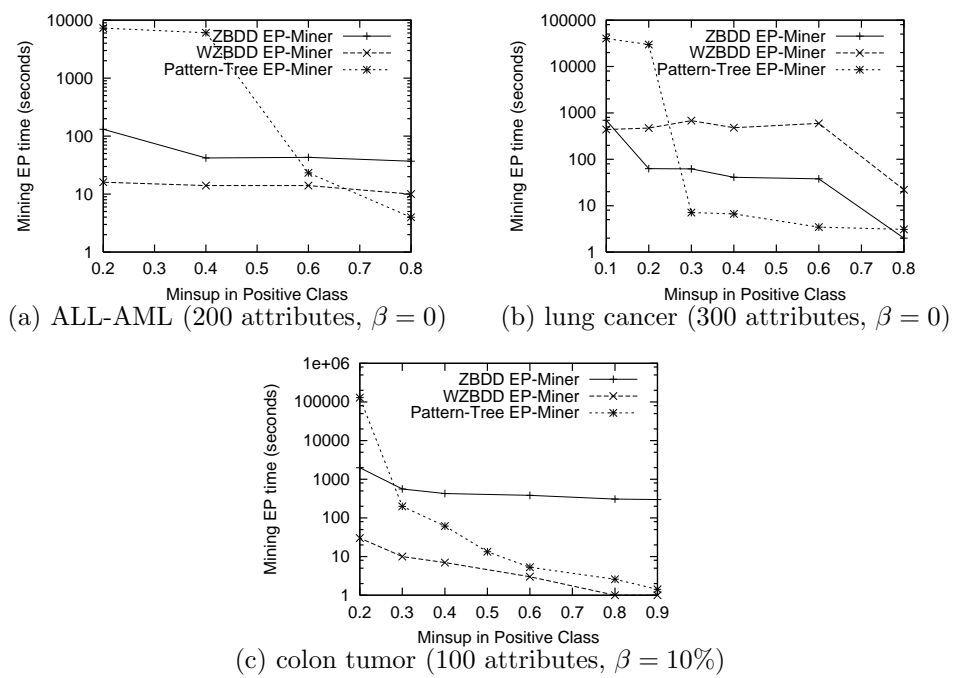 10000
1000
100
10
1
Mining EP time (seconds)
ZBDD EP-Miner
WZBDD EP-Miner
Pattern-Tree EP-Miner
0.2 0.3 0.4 0.5 0.6 0.7 0.8
Minsup in Positive Class
(a) ALL-AML (200 attributes, β = 0)
100000
10000
1000
100
10
1
Mining EP time (seconds)
ZBDD EP-Miner
WZBDD EP-Miner
Pattern-Tree EP-Miner
0.1 0.2 0.3 0.4 0.5 0.6 0.7 0.8
Minsup in Positive Class
(b) lung cancer (300 attributes, β = 0)
1e+06
100000
10000
1000
100
10
1
Mining EP time (seconds)
ZBDD EP-Miner
WZBDD EP-Miner
Pattern-Tree EP-Miner
0.2 0.3 0.4 0.5 0.6 0.7 0.8 0.9
Minsup in Positive Class
(c) colon tumor (100 attributes, β = 10%)